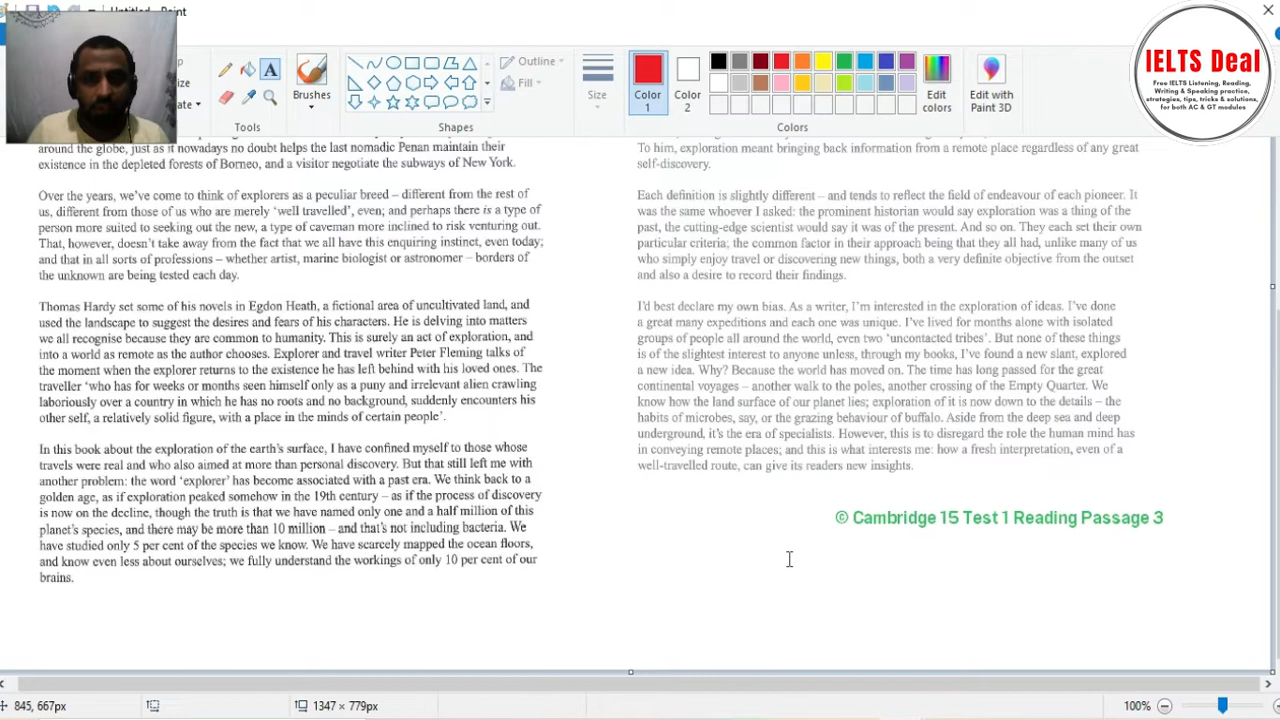 Untitled - Paint
Outline
Fill
Brushes
Size
Color
1
Color
2
Edit
colors
Edit with
Paint 3D
Tools
Shapes
Colors
IELTS Deal
Free IELTS Listening, Reading,
Writing & Speaking practice,
strategies, tips, tricks & solutions,
for both AC & GT modules
around the globe, just as it nowadays no doubt helps the last nomadic Penan maintain their
existence in the depleted forests of Borneo, and a visitor negotiate the subways of New York.
Over the years, we've come to think of explorers as a peculiar breed – different from the rest of
us, different from those of us who are merely 'well travelled', even; and perhaps there is a type of
person more suited to seeking out the new, a type of caveman more inclined to risk venturing out.
That, however, doesn't take away from the fact that we all have this enquiring instinct, even today;
and that in all sorts of professions – whether artist, marine biologist or astronomer – borders of
the unknown are being tested each day.
Thomas Hardy set some of his novels in Egdon Heath, a fictional area of uncultivated land, and
used the landscape to suggest the desires and fears of his characters. He is delving into matters
we all recognise because they are common to humanity. This is surely an act of exploration, and
into a world as remote as the author chooses. Explorer and travel writer Peter Fleming talks of
the moment when the explorer returns to the existence he has left behind with his loved ones. The
traveller 'who has for weeks or months seen himself only as a puny and irrelevant alien crawling
laboriously over a country in which he has no roots and no background, suddenly encounters his
other self, a relatively solid figure, with a place in the minds of certain people'.
In this book about the exploration of the earth's surface, I have confined myself to those whose
travels were real and who also aimed at more than personal discovery. But that still left me with
another problem: the word 'explorer' has become associated with a past era. We think back to a
golden age, as if exploration peaked somehow in the 19th century – as if the process of discovery
is now on the decline, though the truth is that we have named only one and a half million of this
planet's species, and there may be more than 10 million – and that's not including bacteria. We
have studied only 5 per cent of the species we know. We have scarcely mapped the ocean floors,
and know even less about ourselves; we fully understand the workings of only 10 per cent of our
brains.
To him, exploration meant bringing back information from a remote place regardless of any great
self-discovery.
Each definition is slightly different – and tends to reflect the field of endeavour of each pioneer. It
was the same whoever I asked: the prominent historian would say exploration was a thing of the
past, the cutting-edge scientist would say it was of the present. And so on. They each set their own
particular criteria; the common factor in their approach being that they all had, unlike many of us
who simply enjoy travel or discovering new things, both a very definite objective from the outset
and also a desire to record their findings.
I'd best declare my own bias. As a writer, I'm interested in the exploration of ideas. I've done
a great many expeditions and each one was unique. I've lived for months alone with isolated
groups of people all around the world, even two 'uncontacted tribes'. But none of these things
is of the slightest interest to anyone unless, through my books, I've found a new slant, explored
a new idea. Why? Because the world has moved on. The time has long passed for the great
continental voyages – another walk to the poles, another crossing of the Empty Quarter. We
know how the land surface of our planet lies; exploration of it is now down to the details – the
habits of microbes, say, or the grazing behaviour of buffalo. Aside from the deep sea and deep
underground, it's the era of specialists. However, this is to disregard the role the human mind has
in conveying remote places; and this is what interests me: how a fresh interpretation, even of a
well-travelled route, can give its readers new insights.
© Cambridge 15 Test 1 Reading Passage 3
845, 667px
1347 × 779px
100%